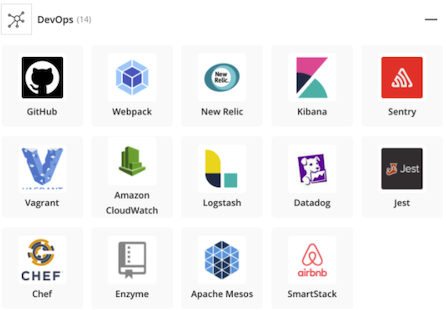 DevOps (14)
GitHub
Webpack
New
Relic.
New Relic
Kibana
Sentry
VAGRANT
Vagrant
Amazon
CloudWatch
Logstash
Datadog
Jest
Jest
CHEF
Chef
Enzyme
Apache Mesos
airbnb
SmartStack